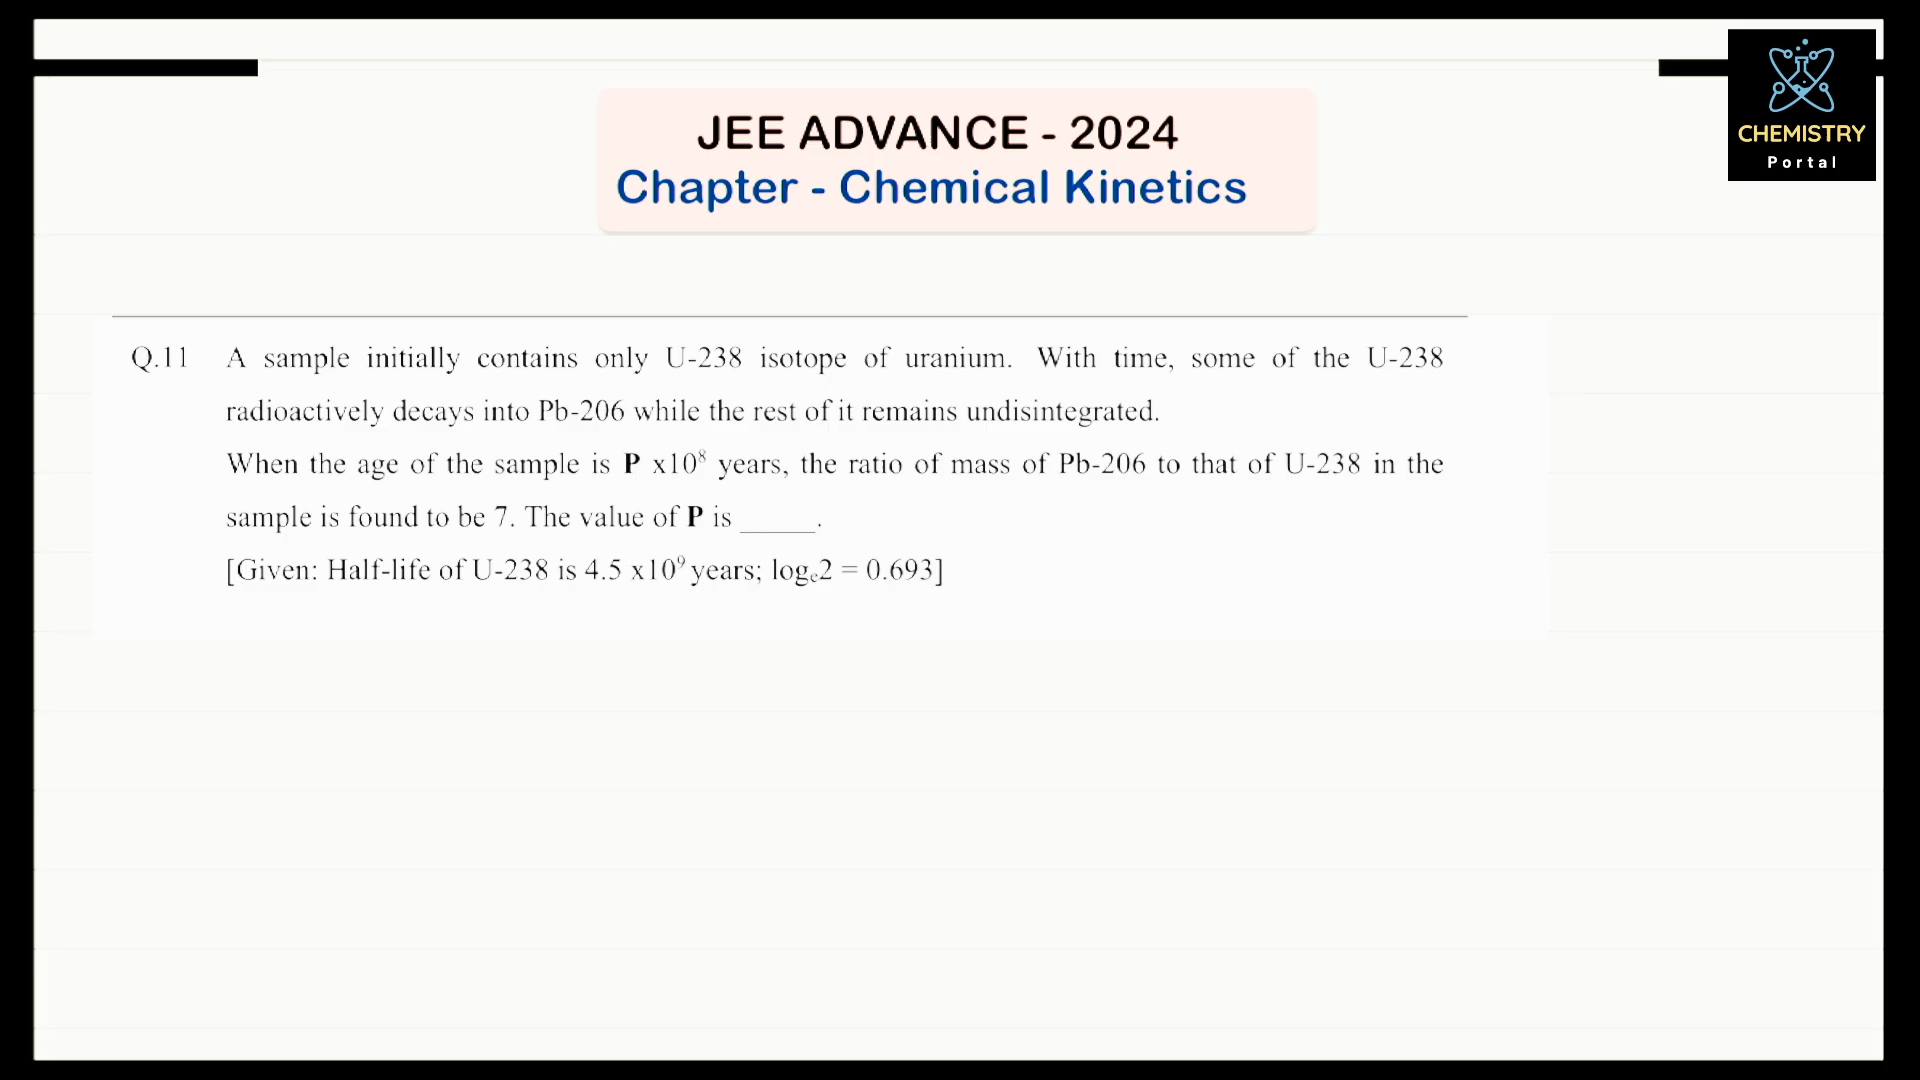 JEE ADVANCE - 2024
Chapter - Chemical Kinetics
CHEMISTRY
Portal
Q.11 A sample initially contains only U-238 isotope of uranium. With time, some of the U-238
radioactively decays into Pb-206 while the rest of it remains undisintegrated.
When the age of the sample is P x10⁸ years, the ratio of mass of Pb-206 to that of U-238 in the
sample is found to be 7. The value of P is _____.
[Given: Half-life of U-238 is 4.5 x10⁹ years; logₑ2 = 0.693]